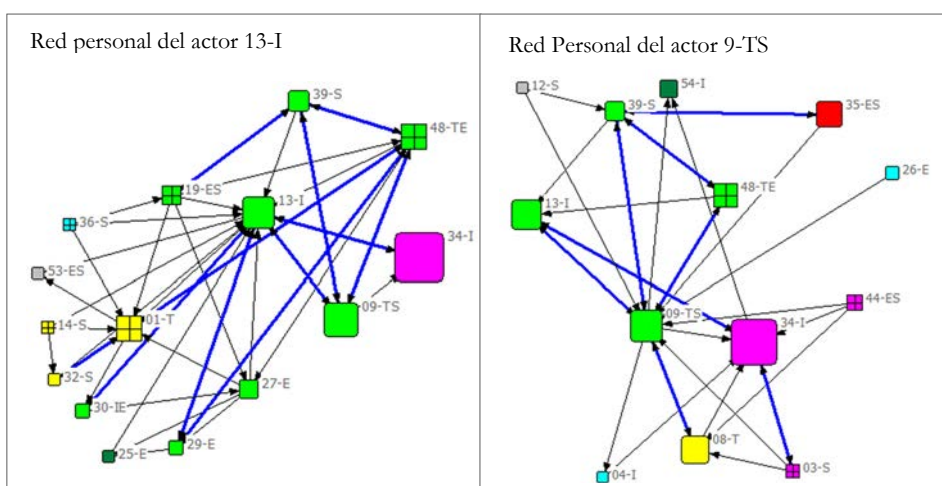 Red personal del actor 13-I
39-S
48-TE
19-ES
13-I
36-S
34-I
53-ES
09-TS
14-S
01-T
32-S
27-E
30-IE
29-E
25-E
Red Personal del actor 9-TS
12-S
54-I
39-S
35-ES
26-E
48-TE
13-I
44-ES
09-TS
34-I
08-T
04-I
03-S